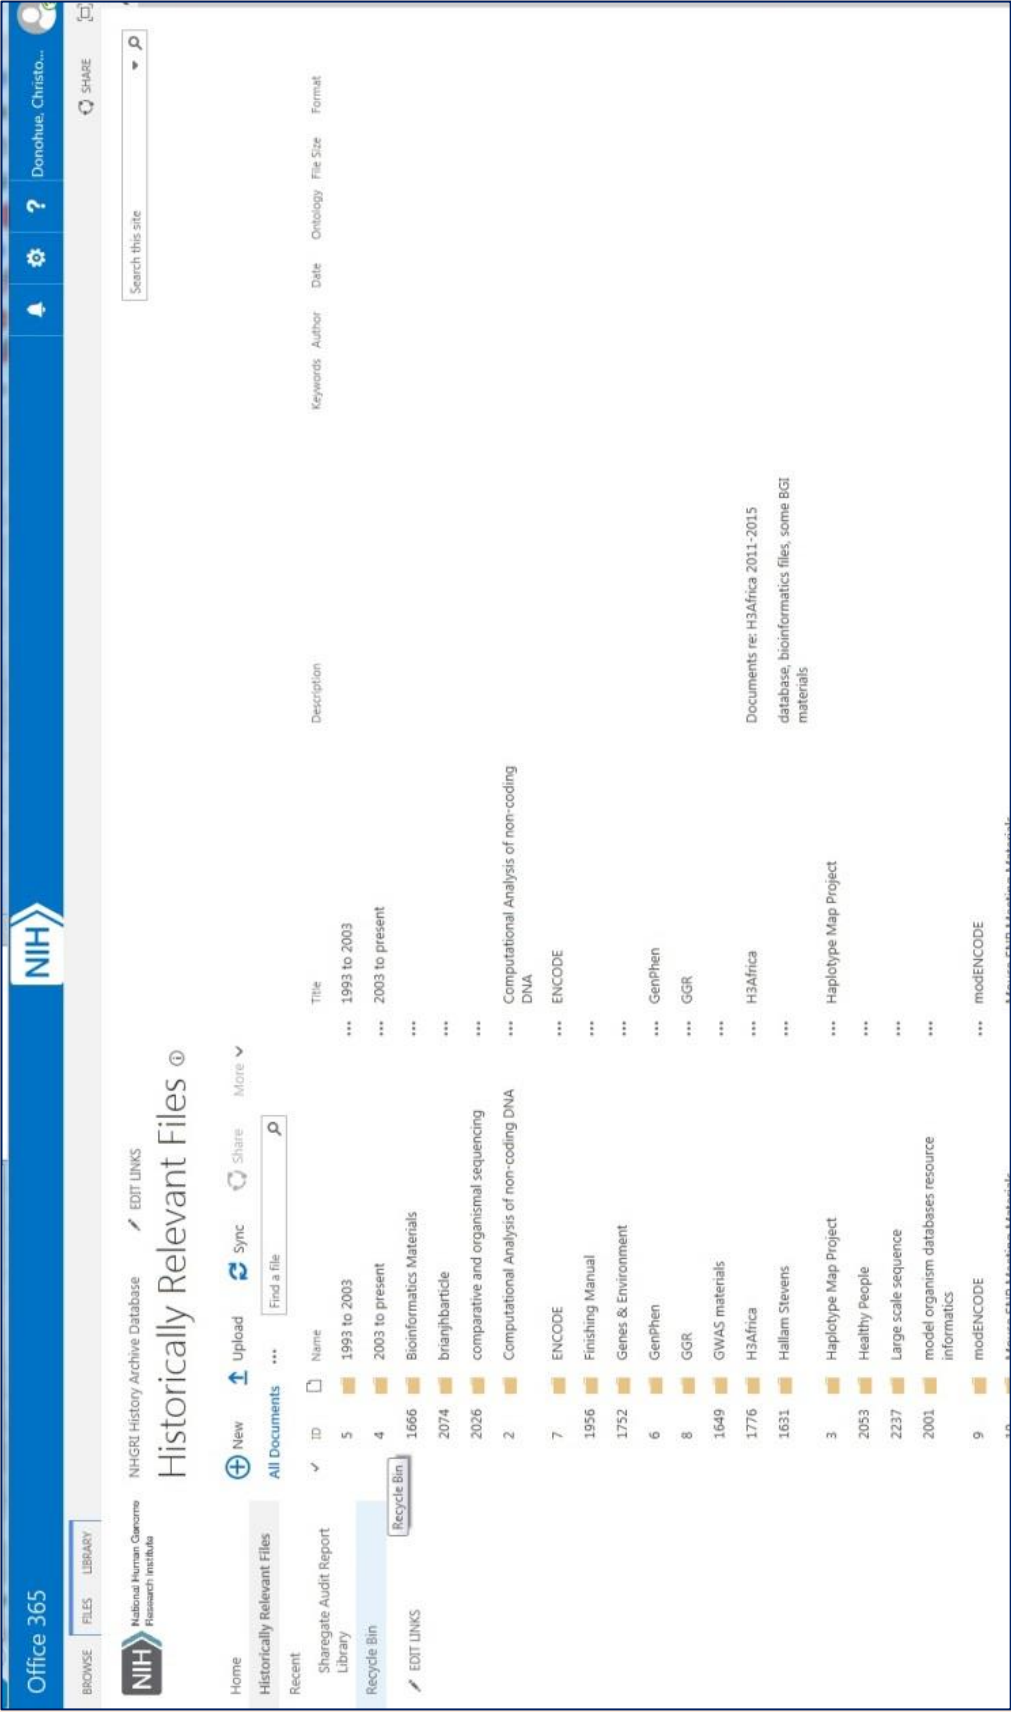 Office 365
NIH
?
Donohue, Christo...
BROWSE FILES LIBRARY
SHARE
NIH
National Human Genome
Research Institute
NHGRI History Archive Database
EDIT LINKS
Historically Relevant Files
Search this site
Home
Historically Relevant Files
Recent
Sharegate Audit Report
Library
Recycle Bin
Recycle Bin
EDIT LINKS
New Upload Sync Share More
All Documents ... Find a file
ID Name Title Description Keywords Author Date Ontology File Size Format
5 1993 to 2003 ... 1993 to 2003
4 2003 to present ... 2003 to present
1666 Bioinformatics Materials ...
2074 brianjhbarticle ...
2026 comparative and organismal sequencing ...
2 Computational Analysis of non-coding DNA ... Computational Analysis of non-coding
DNA
7 ENCODE ... ENCODE
1956 Finishing Manual ...
1752 Genes & Environment ...
6 GenPhen ... GenPhen
8 GGR ... GGR
1649 GWAS materials ...
1776 H3Africa ... H3Africa Documents re: H3Africa 2011-2015
1631 Hallam Stevens ... database, bioinformatics files, some BGI
materials
3 Haplotype Map Project ... Haplotype Map Project
2053 Healthy People ...
2237 Large scale sequence ...
2001 model organism databases resource ...
informatics
9 modENCODE ... modENCODE